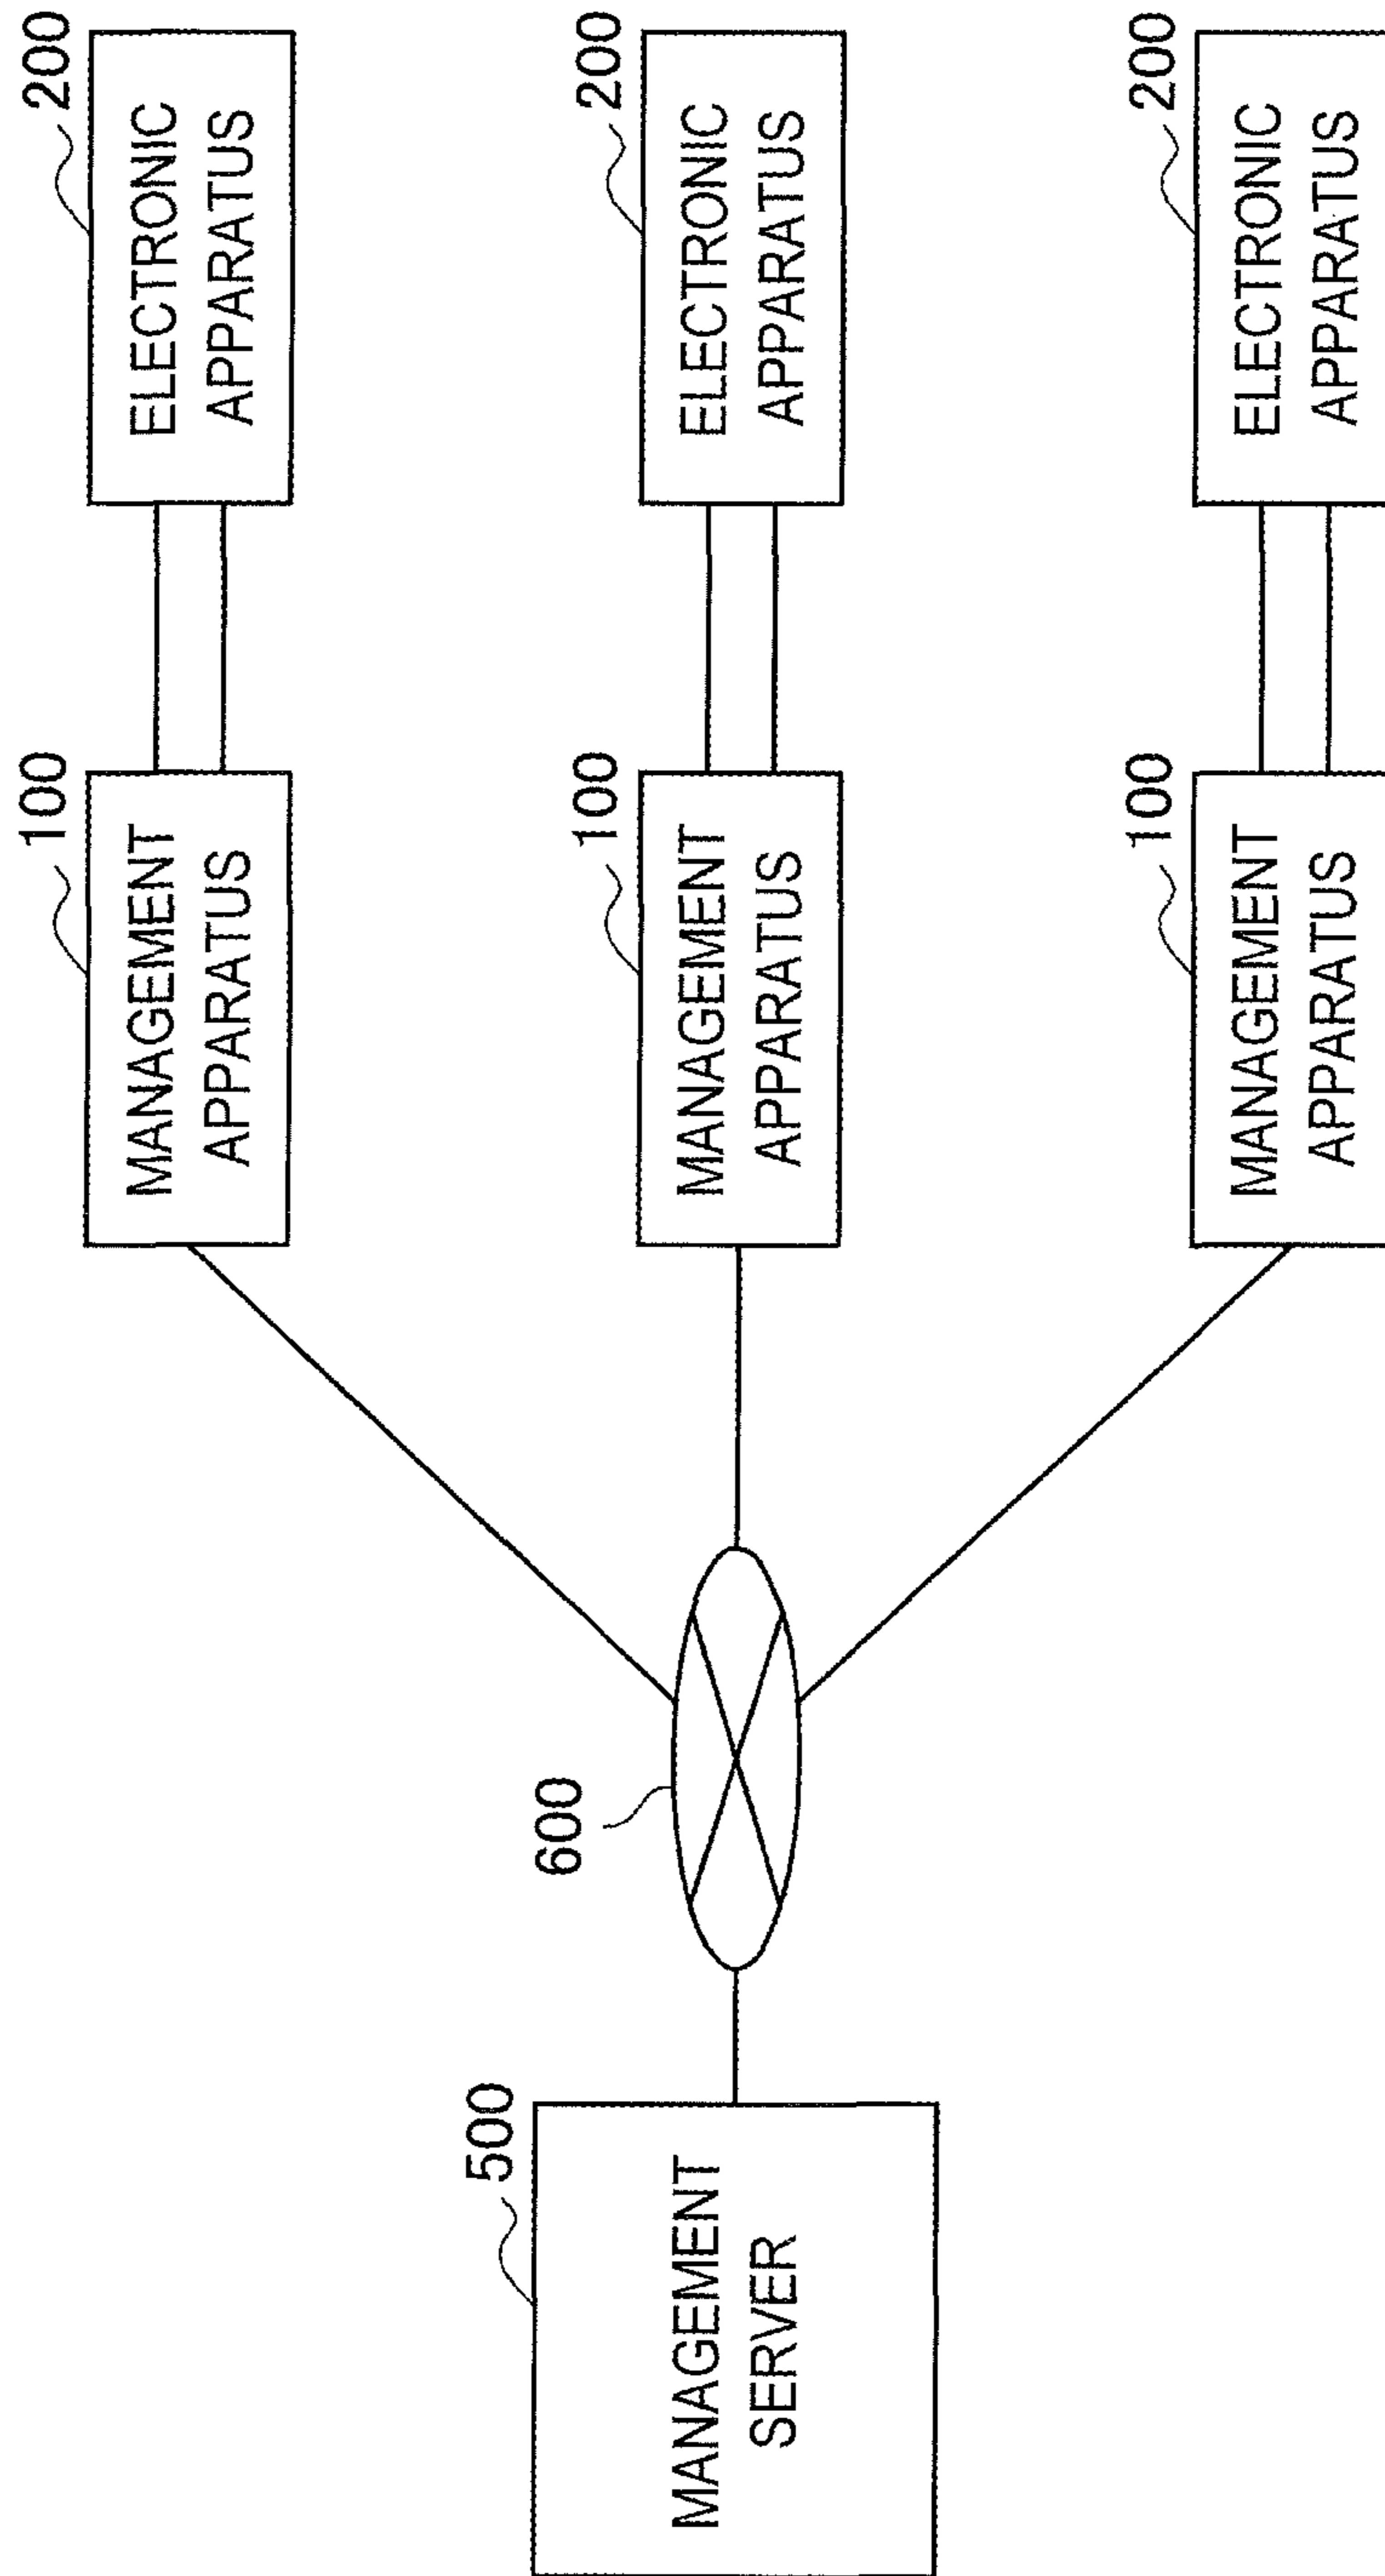 500
MANAGEMENT
SERVER
600
100
MANAGEMENT
APPARATUS
200
ELECTRONIC
APPARATUS
100
MANAGEMENT
APPARATUS
200
ELECTRONIC
APPARATUS
100
MANAGEMENT
APPARATUS
200
ELECTRONIC
APPARATUS